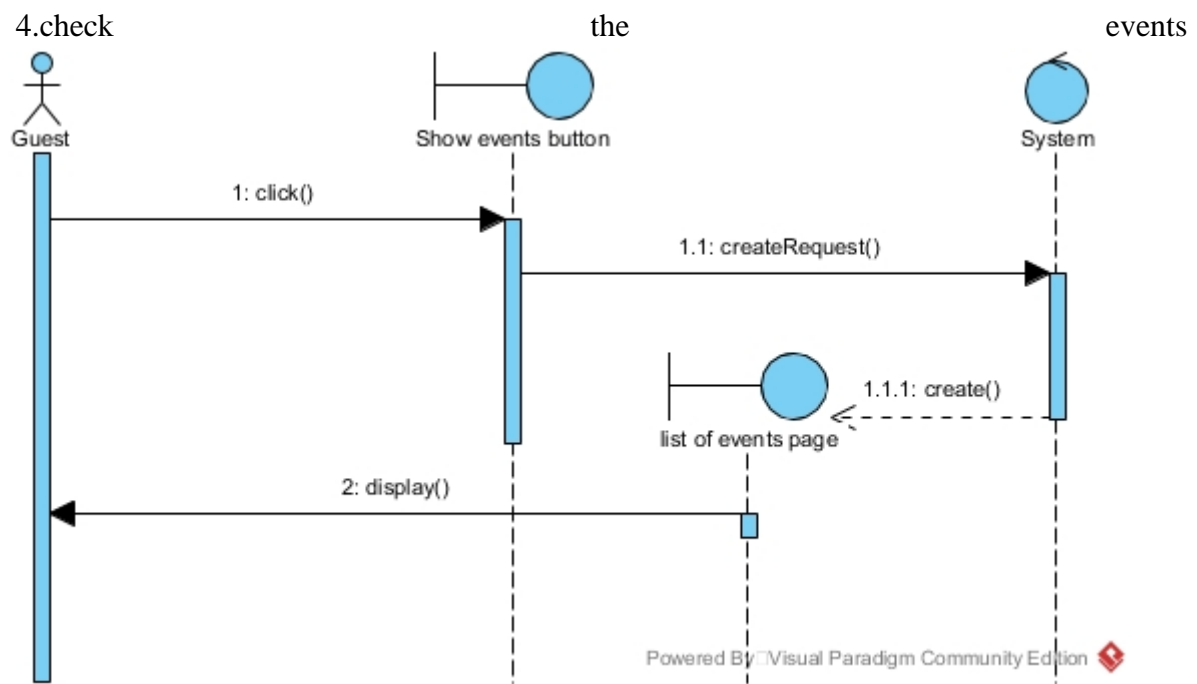 4.check the events
Guest
Show events button
System
1: click()
1.1: createRequest()
1.1.1: create()
list of events page
2: display()
Powered By Visual Paradigm Community Edition